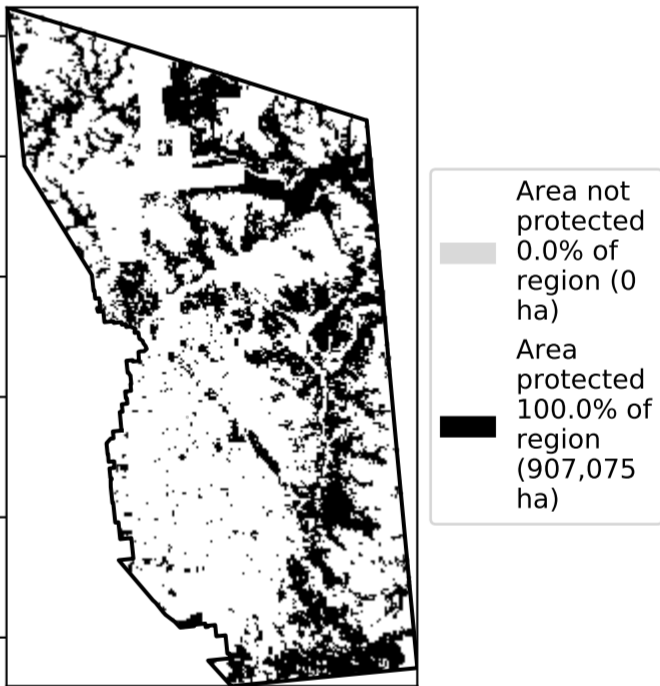 Area not
protected
0.0% of
region (0
ha)
Area
protected
100.0% of
region
(907,075
ha)